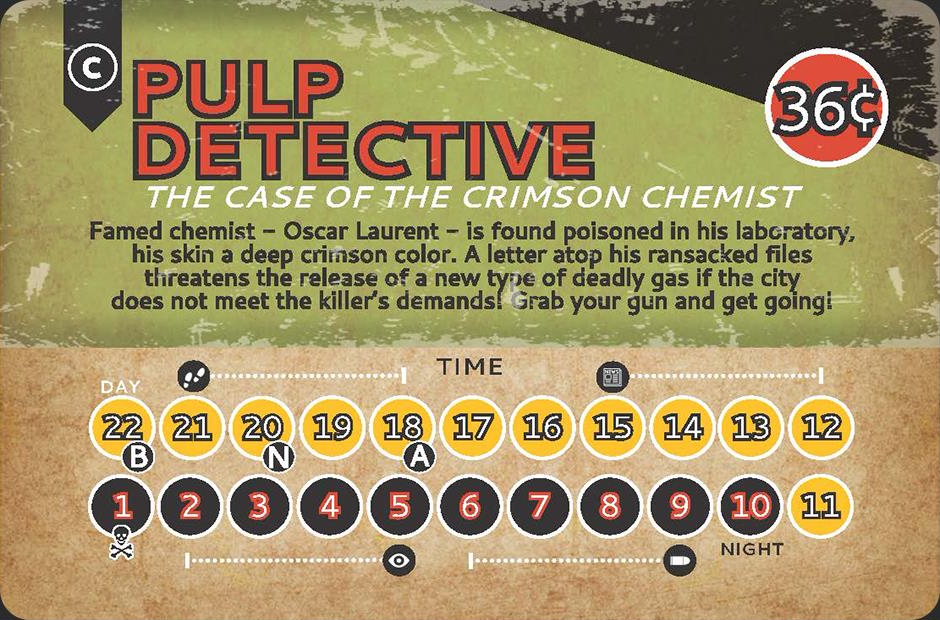 C
PULP
DETECTIVE
36¢
THE CASE OF THE CRIMSON CHEMIST
Famed chemist – Oscar Laurent – is found poisoned in his laboratory,
his skin a deep crimson color. A letter atop his ransacked files
threatens the release of a new type of deadly gas if the city
does not meet the killer's demands! Grab your gun and get going!
TIME
DAY
NEWS
22 21 20 19 18 17 16 15 14 13 12
B N A
1 2 3 4 5 6 7 8 9 10 11
NIGHT